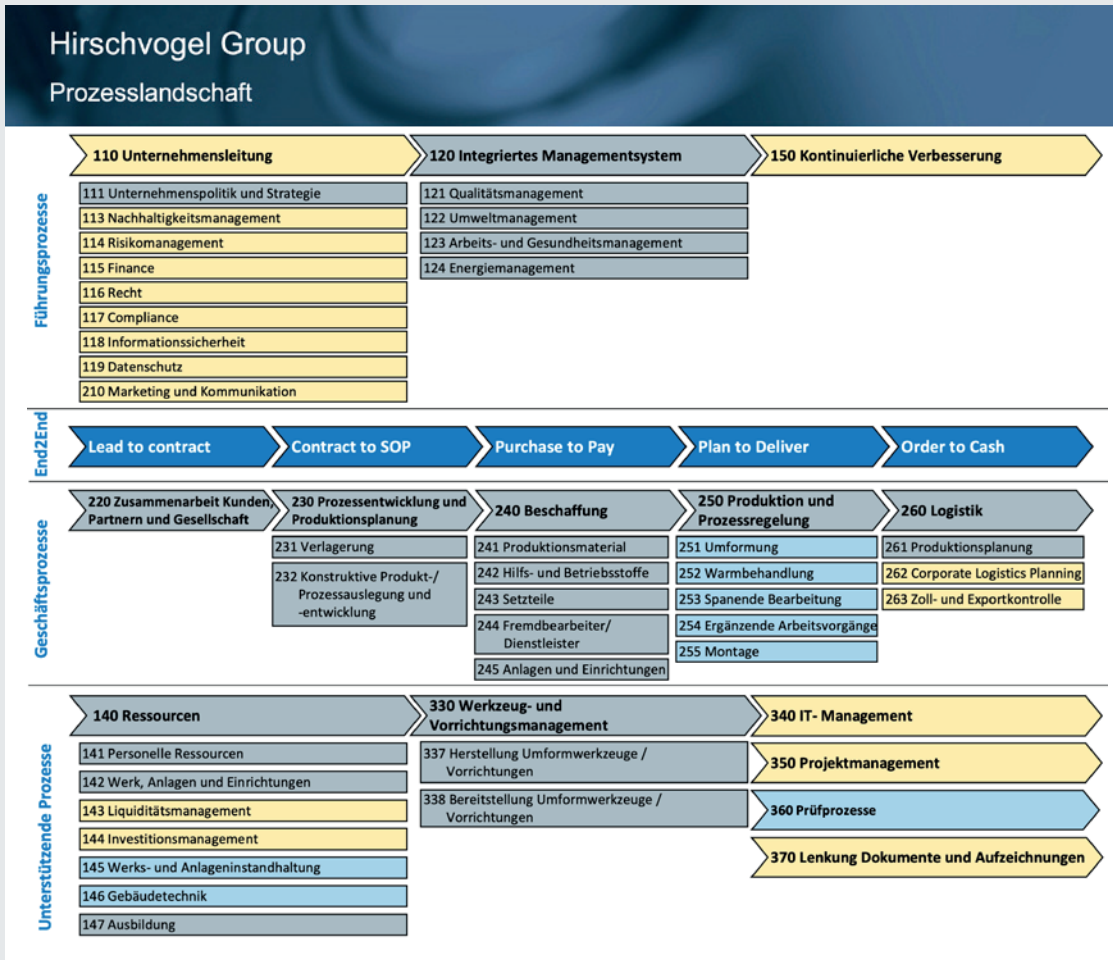 Hirschvogel Group
Prozesslandschaft
Führungsprozesse
110 Unternehmensleitung
111 Unternehmenspolitik und Strategie
113 Nachhaltigkeitsmanagement
114 Risikomanagement
115 Finance
116 Recht
117 Compliance
118 Informationssicherheit
119 Datenschutz
210 Marketing und Kommunikation
120 Integriertes Managementsystem
121 Qualitätsmanagement
122 Umweltmanagement
123 Arbeits- und Gesundheitsmanagement
124 Energiemanagement
150 Kontinuierliche Verbesserung
End2End
Lead to contract
Contract to SOP
Purchase to Pay
Plan to Deliver
Order to Cash
Geschäftsprozesse
220 Zusammenarbeit Kunden,
Partnern und Gesellschaft
230 Prozessentwicklung und
Produktionsplanung
231 Verlagerung
232 Konstruktive Produkt-/
Prozessauslegung und
-entwicklung
240 Beschaffung
241 Produktionsmaterial
242 Hilfs- und Betriebsstoffe
243 Setzteile
244 Fremdbearbeiter/
Dienstleister
245 Anlagen und Einrichtungen
250 Produktion und
Prozessregelung
251 Umformung
252 Warmbehandlung
253 Spanende Bearbeitung
254 Ergänzende Arbeitsvorgänge
255 Montage
260 Logistik
261 Produktionsplanung
262 Corporate Logistics Planning
263 Zoll- und Exportkontrolle
Unterstützende Prozesse
140 Ressourcen
141 Personelle Ressourcen
142 Werk, Anlagen und Einrichtungen
143 Liquiditätsmanagement
144 Investitionsmanagement
145 Werks- und Anlageninstandhaltung
146 Gebäudetechnik
147 Ausbildung
330 Werkzeug- und
Vorrichtungsmanagement
337 Herstellung Umformwerkzeuge /
Vorrichtungen
338 Bereitstellung Umformwerkzeuge /
Vorrichtungen
340 IT- Management
350 Projektmanagement
360 Prüfprozesse
370 Lenkung Dokumente und Aufzeichnungen